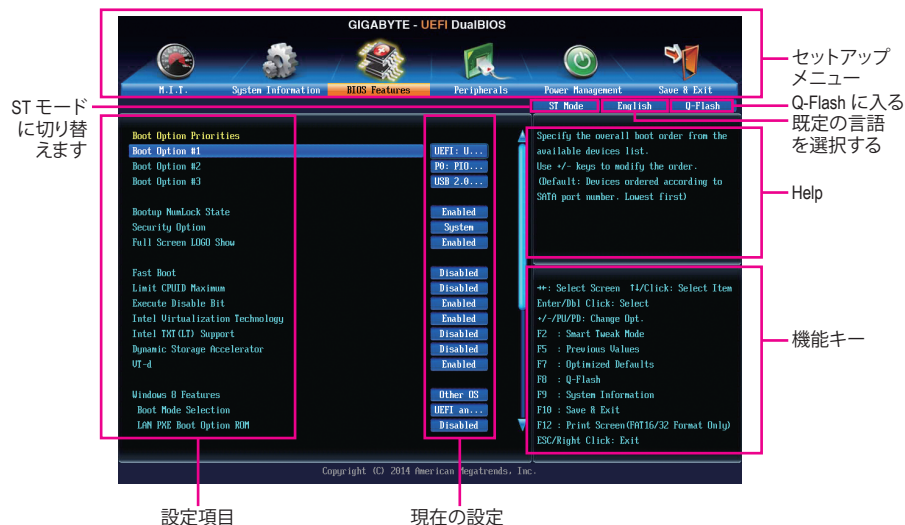 GIGABYTE - UEFI DualBIOS
M.I.T.
System Information
BIOS Features
Peripherals
Power Management
Save & Exit
セットアップ
メニュー
ST モード
に切り替
えます
ST Mode
English
Q-Flash
Q-Flash に入る
既定の言語
を選択する
Boot Option Priorities
Boot Option #1 UEFI: U...
Boot Option #2 P0: PIO...
Boot Option #3 USB 2.0...
Bootup NumLock State Enabled
Security Option System
Full Screen LOGO Show Enabled
Fast Boot Disabled
Limit CPUID Maximum Disabled
Execute Disable Bit Enabled
Intel Virtualization Technology Enabled
Intel TXT(LT) Support Disabled
Dynamic Storage Accelerator Disabled
VT-d Enabled
Windows 8 Features Other OS
Boot Mode Selection UEFI an...
LAN PXE Boot Option ROM Disabled
Specify the overall boot order from the
available devices list.
Use +/- keys to modify the order.
(Default: Devices ordered according to
SATA port number. Lowest first)
Help
→←: Select Screen ↑↓/Click: Select Item
Enter/Dbl Click: Select
+/-/PU/PD: Change Opt.
F2 : Smart Tweak Mode
F5 : Previous Values
F7 : Optimized Defaults
F8 : Q-Flash
F9 : System Information
F10 : Save & Exit
F12 : Print Screen(FAT16/32 Format Only)
ESC/Right Click: Exit
機能キー
Copyright (C) 2014 American Megatrends, Inc.
設定項目
現在の設定